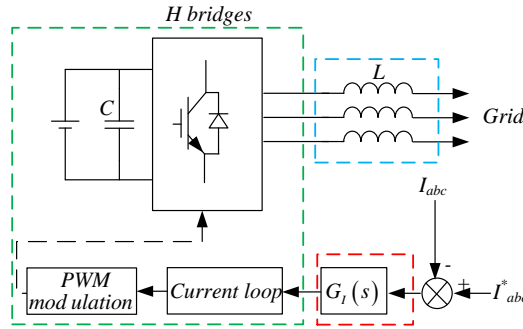 H bridges
C
L
Grid
I_abc
-
+
I*_abc
G_I(s)
Current loop
PWM
mod ulation